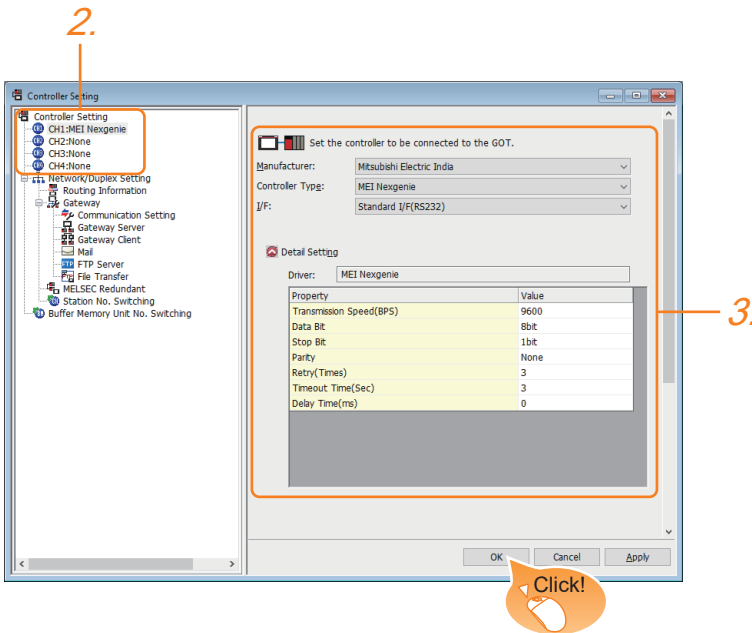 2.
Controller Setting
Controller Setting
CH1:MEI Nexgenie
CH2:None
CH3:None
CH4:None
Network/Duplex Setting
Routing Information
Gateway
Communication Setting
Gateway Server
Gateway Client
Mail
FTP FTP Server
File Transfer
MELSEC Redundant
Station No. Switching
Buffer Memory Unit No. Switching
Set the controller to be connected to the GOT.
Manufacturer: Mitsubishi Electric India
Controller Type: MEI Nexgenie
I/F: Standard I/F(RS232)
Detail Setting
Driver: MEI Nexgenie
Property Value
Transmission Speed(BPS) 9600
Data Bit 8bit
Stop Bit 1bit
Parity None
Retry(Times) 3
Timeout Time(Sec) 3
Delay Time(ms) 0
3.
OK Cancel Apply
Click!